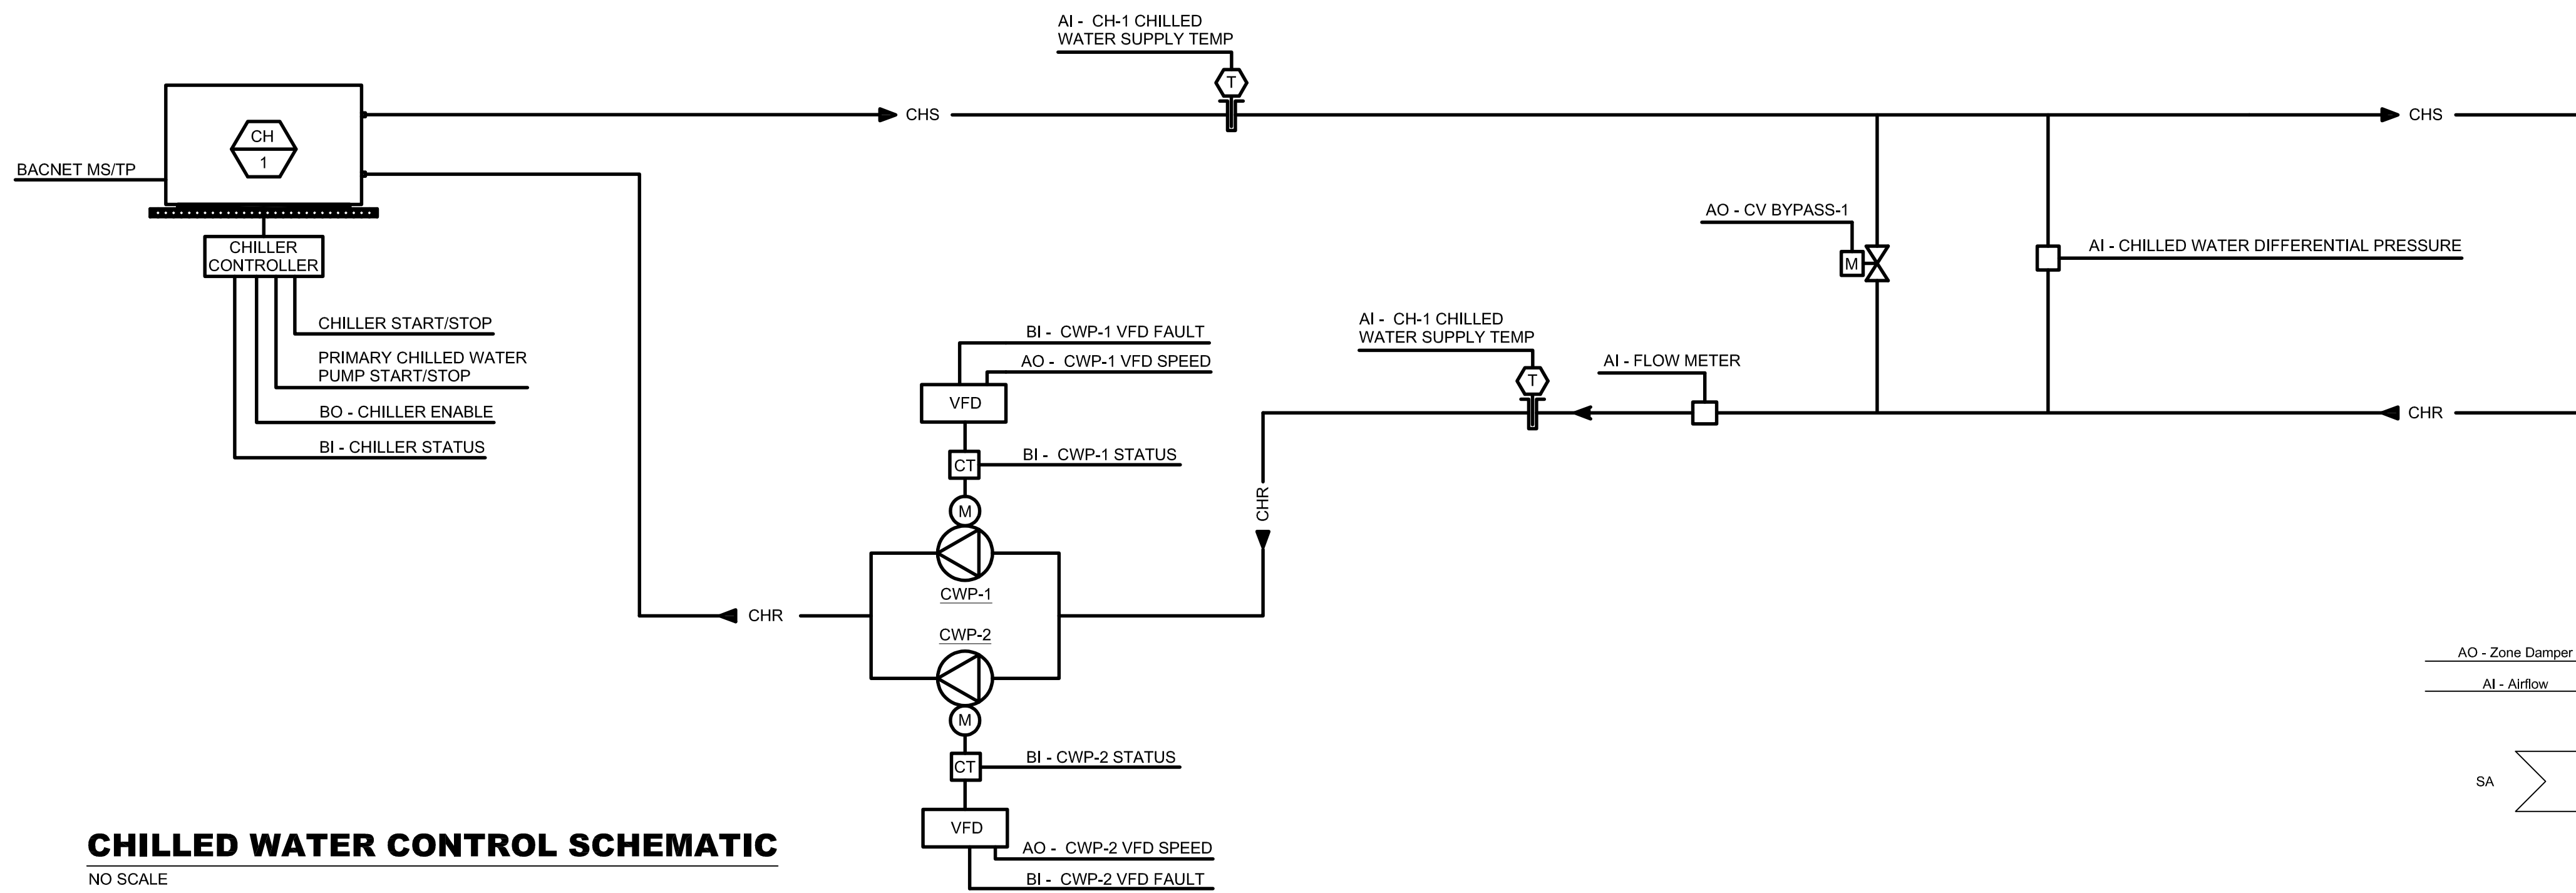 AI - CH-1 CHILLED
WATER SUPPLY TEMP
T
CHS
CHS
CH
1
BACNET MS/TP
CHILLER
CONTROLLER
CHILLER START/STOP
PRIMARY CHILLED WATER
PUMP START/STOP
BO - CHILLER ENABLE
BI - CHILLER STATUS
AO - CV BYPASS-1
M
AI - CHILLED WATER DIFFERENTIAL PRESSURE
BI - CWP-1 VFD FAULT
AO - CWP-1 VFD SPEED
VFD
CT
BI - CWP-1 STATUS
M
CWP-1
AI - CH-1 CHILLED
WATER SUPPLY TEMP
T
AI - FLOW METER
CHR
CHR
CHR
CWP-2
M
CT
BI - CWP-2 STATUS
VFD
AO - CWP-2 VFD SPEED
BI - CWP-2 VFD FAULT
AO - Zone Damper
AI - Airflow
SA
CHILLED WATER CONTROL SCHEMATIC
NO SCALE